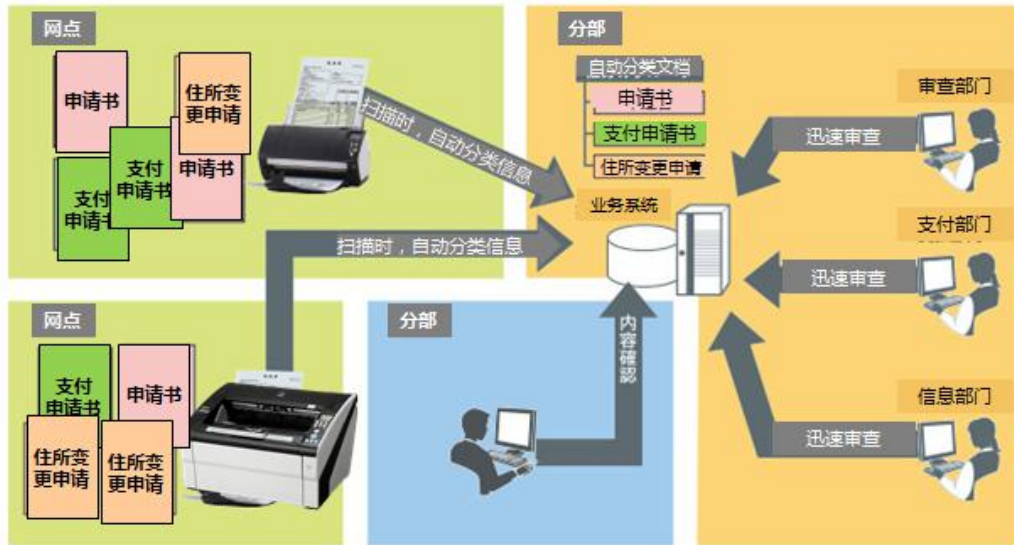 网点
申请书
住所变
更申请
支付
申请书
申请书
支付
申请书
扫描时，自动分类信息
扫描时，自动分类信息
分部
自动分类文档
申请书
支付申请书
住所变更申请
业务系统
审查部门
迅速审查
支付部门
迅速审查
信息部门
迅速审查
网点
支付
申请书
申请书
住所变
更申请
住所变
更申请
分部
内容確認